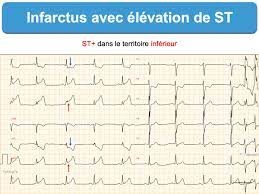 Infarctus avec élévation de ST
ST+ dans le territoire inférieur